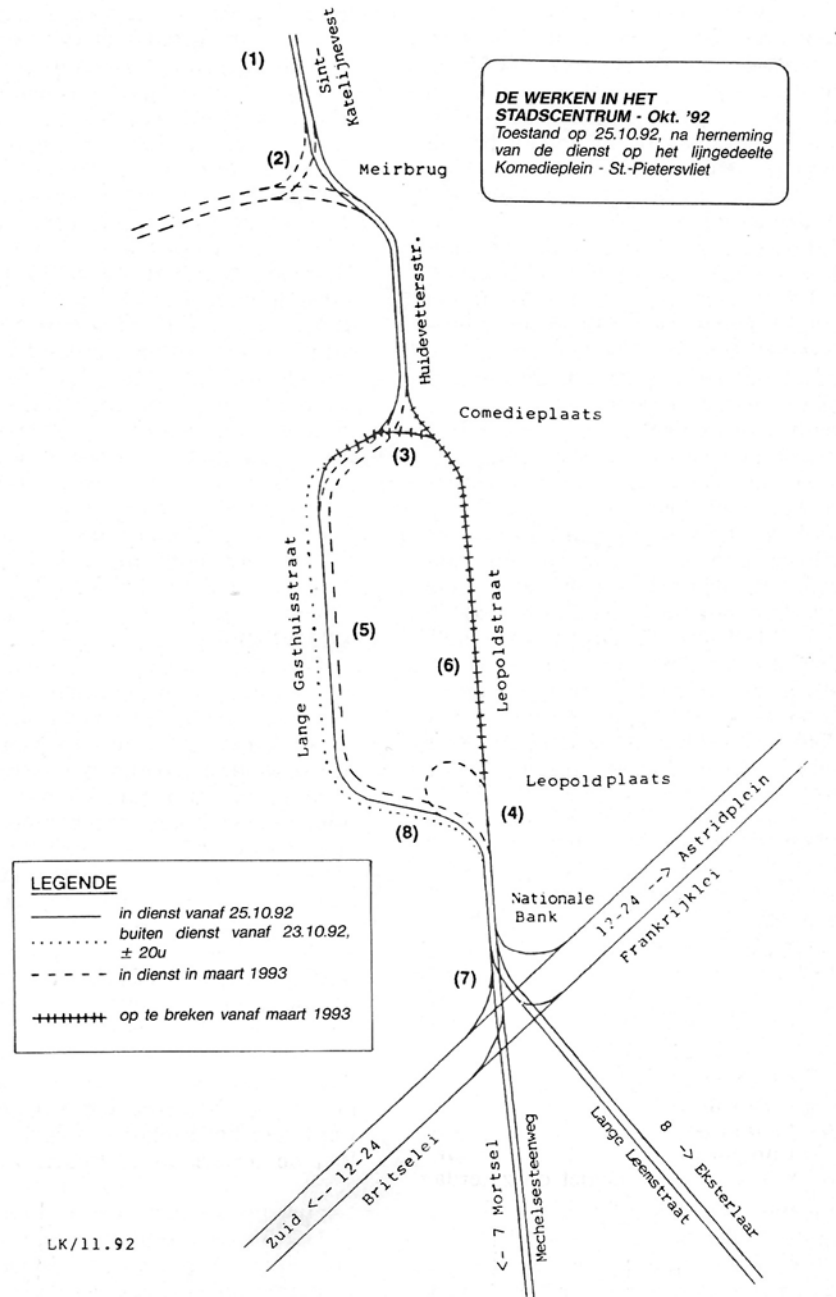 (1)
Sint-
Katelijnevest
DE WERKEN IN HET
STADSCENTRUM - Okt. '92
Toestand op 25.10.92, na herneming
van de dienst op het lijngedeelte
Komedieplein - St.-Pietersvliet
(2)
Meirbrug
Huidevettersstr.
Comedieplaats
(3)
Lange Gasthuisstraat
(5)
(6)
Leopoldstraat
Leopoldplaats
(4)
(8)
12-24 --> Astridplein
Frankrijklei
Nationale
Bank
(7)
LEGENDE
in dienst vanaf 25.10.92
buiten dienst vanaf 23.10.92,
± 20u
in dienst in maart 1993
op te breken vanaf maart 1993
Zuid <-- 12-24
Britselei
<- 7 Mortsel
Mechelsesteenweg
Lange Leemstraat
8 -> Eksterlaar
LK/11.92